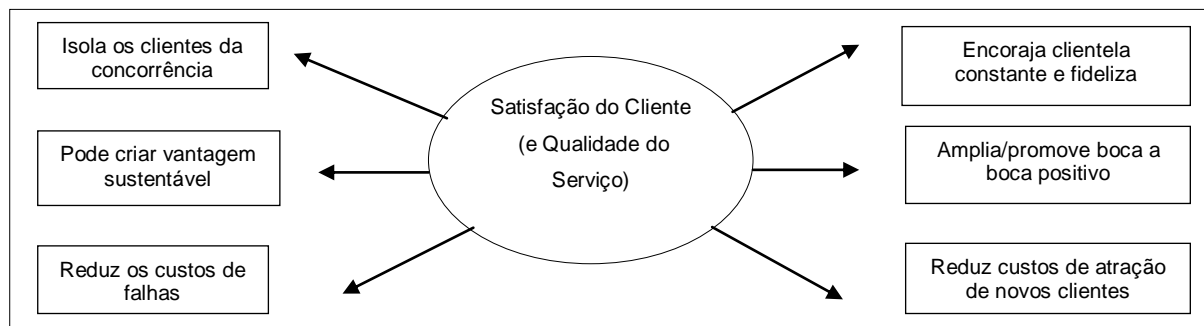 Isola os clientes da
concorrência
Pode criar vantagem
sustentável
Reduz os custos de
falhas
Satisfação do Cliente
(e Qualidade do
Serviço)
Encoraja clientela
constante e fideliza
Amplia/promove boca a
boca positivo
Reduz custos de atração
de novos clientes